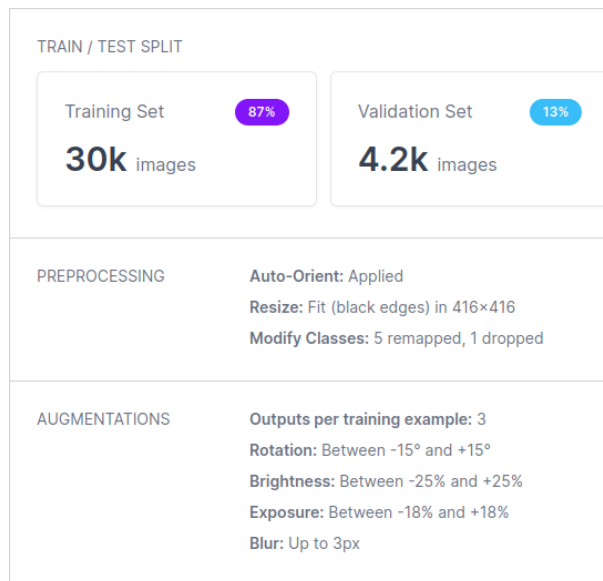 TRAIN / TEST SPLIT
Training Set 87%
30k images
Validation Set 13%
4.2k images
PREPROCESSING
Auto-Orient: Applied
Resize: Fit (black edges) in 416×416
Modify Classes: 5 remapped, 1 dropped
AUGMENTATIONS
Outputs per training example: 3
Rotation: Between -15° and +15°
Brightness: Between -25% and +25%
Exposure: Between -18% and +18%
Blur: Up to 3px